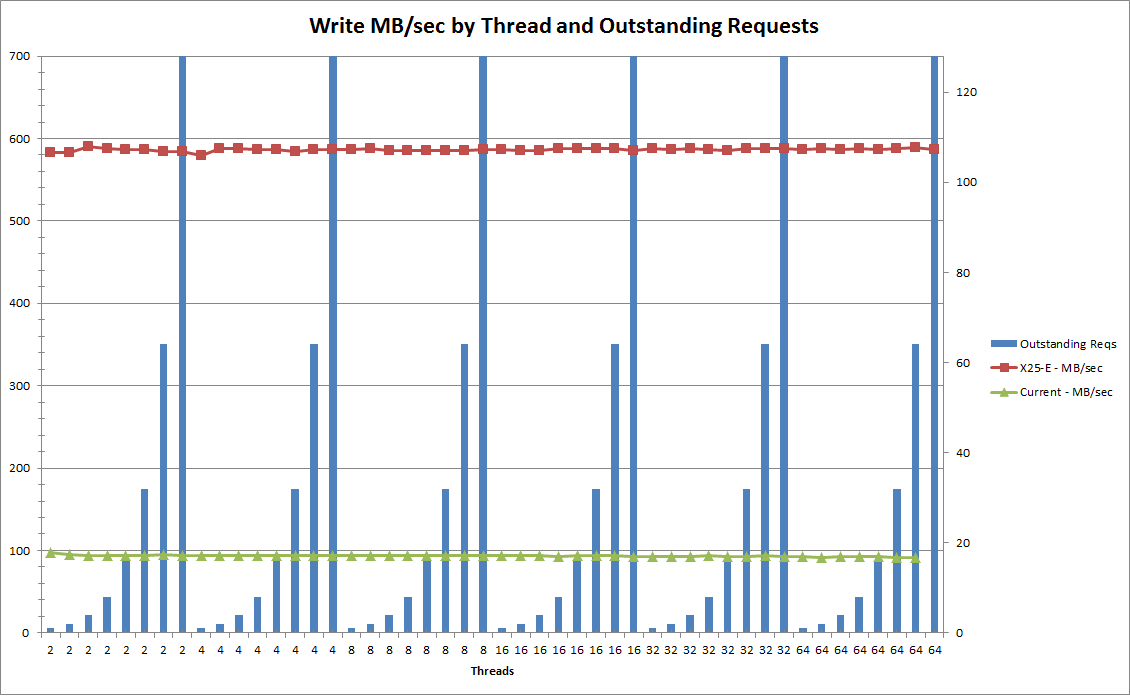 Write MB/sec by Thread and Outstanding Requests
700
600
500
400
300
200
100
0
120
100
80
60
40
20
0
Outstanding Reqs
X25-E - MB/sec
Current - MB/sec
2 2 2 2 2 2 2 2 4 4 4 4 4 4 4 4 8 8 8 8 8 8 8 8 16 16 16 16 16 16 16 16 32 32 32 32 32 32 32 32 64 64 64 64 64 64 64 64
Threads